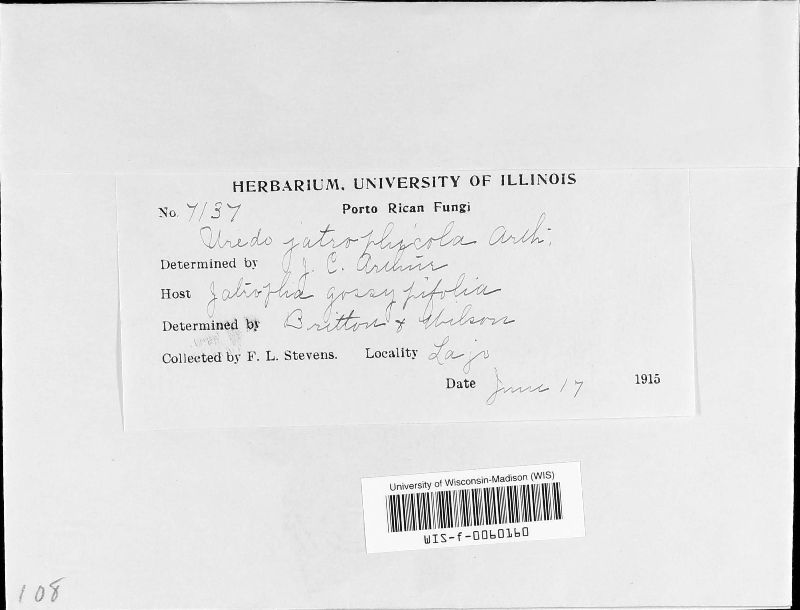 HERBARIUM, UNIVERSITY OF ILLINOIS
No. 7137 Porto Rican Fungi
Uredo jatrophicola Arth.
Determined by J. C. Arthur
Host Jatropha gossypifolia
Determined by Britton & Wilson
Collected by F. L. Stevens. Locality Lajo
Date June 17 1915
University of Wisconsin-Madison (WIS)
WIS-f-0060160
108